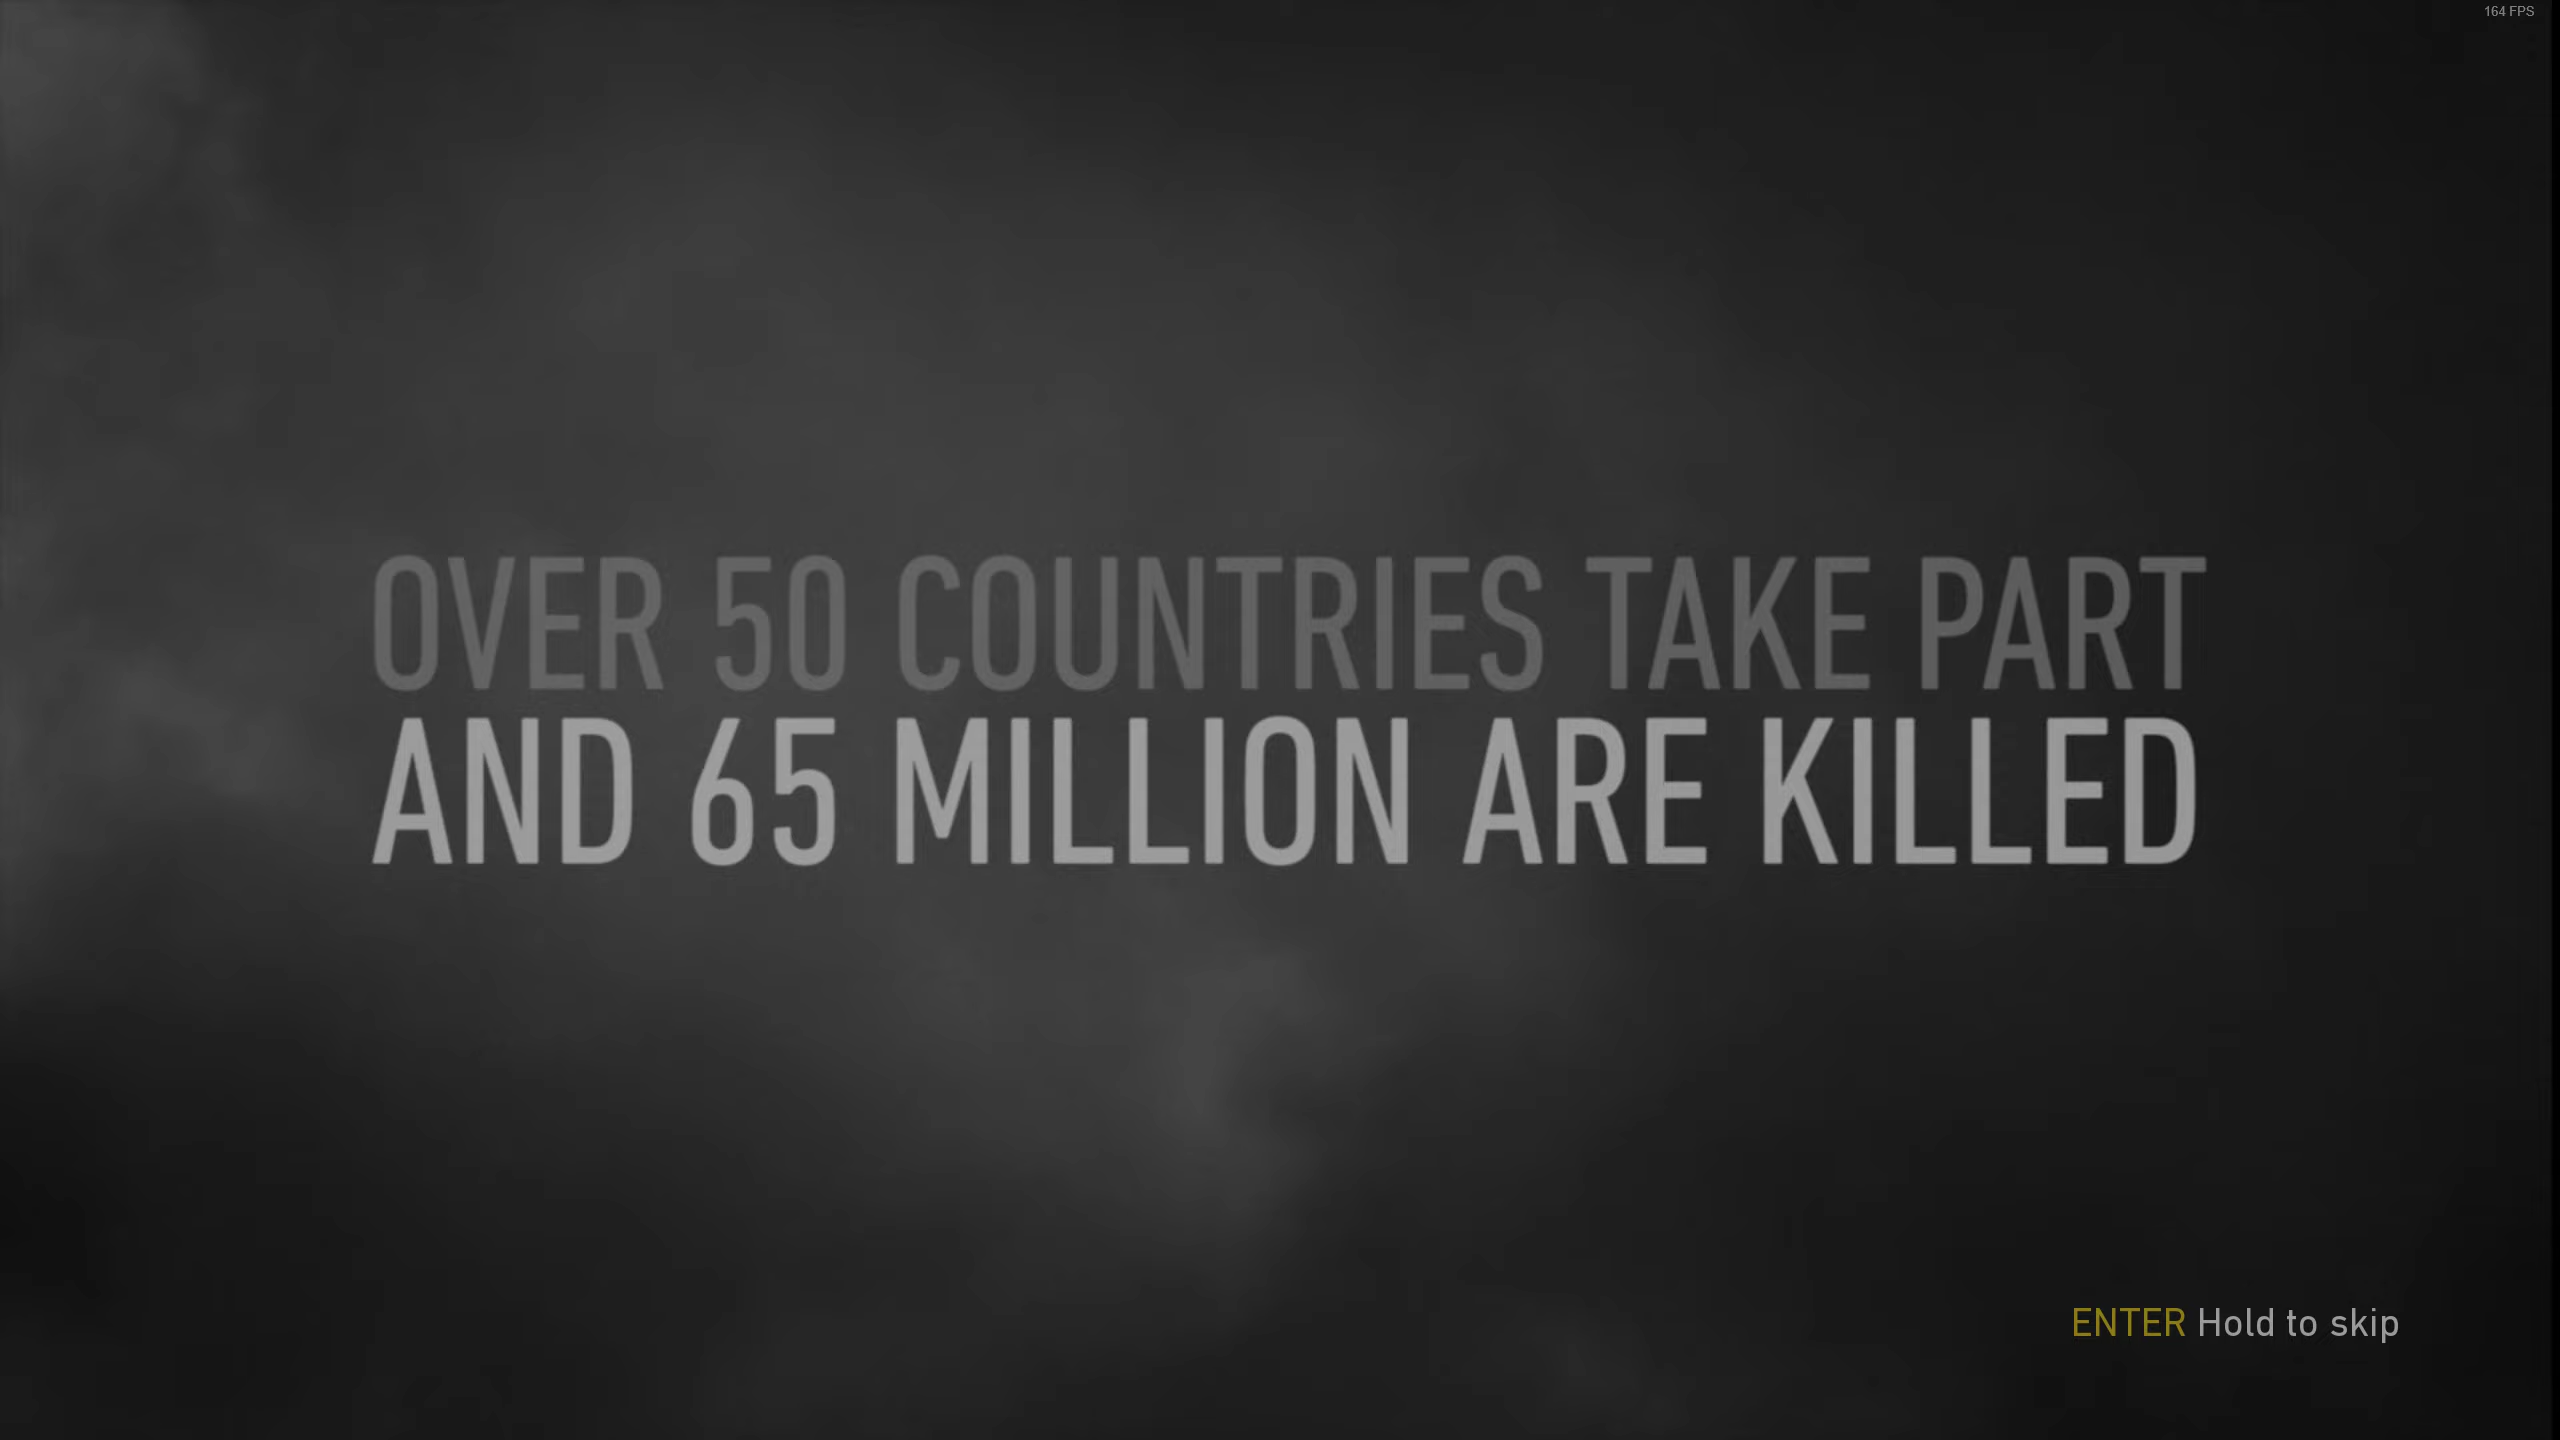 164 FPS
OVER 50 COUNTRIES TAKE PART
AND 65 MILLION ARE KILLED
ENTER Hold to skip